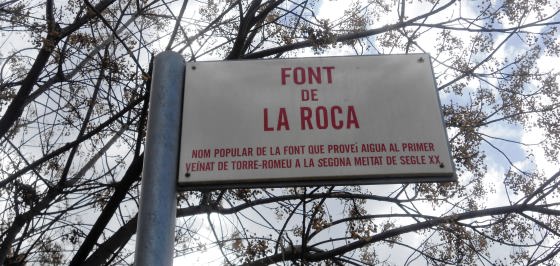 FONT
DE
LA ROCA
NOM POPULAR DE LA FONT QUE PROVEí AIGUA AL PRIMER
VEÏNAT DE TORRE-ROMEU A LA SEGONA MEITAT DE SEGLE XX